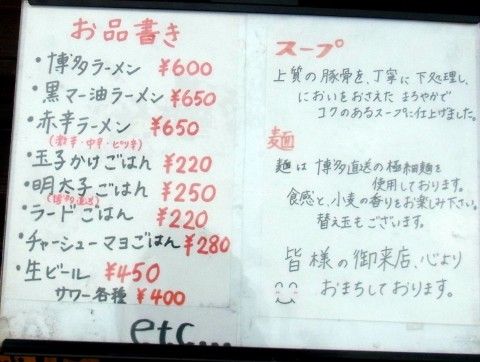 お品書き
・博多ラーメン ¥600
・黒マー油ラーメン ¥650
・赤辛ラーメン ¥650
(激辛・中辛・ピリ辛)
・玉子かけごはん ¥220
・明太子ごはん ¥250
(博多直送)
・ラードごはん ¥220
・チャーシューマヨごはん ¥280
・生ビール ¥450
サワー各種 ¥400
etc...
スープ
上質の豚骨を、丁寧に下処理し、
においをおさえた まろやかで
コクのあるスープに仕上げました。
麺
麺は 博多直送の極細麺を
使用しております。
食感と、小麦の香りをお楽しみ下さい。
替え玉もございます。
皆様の御来店、心より
おまちしております。